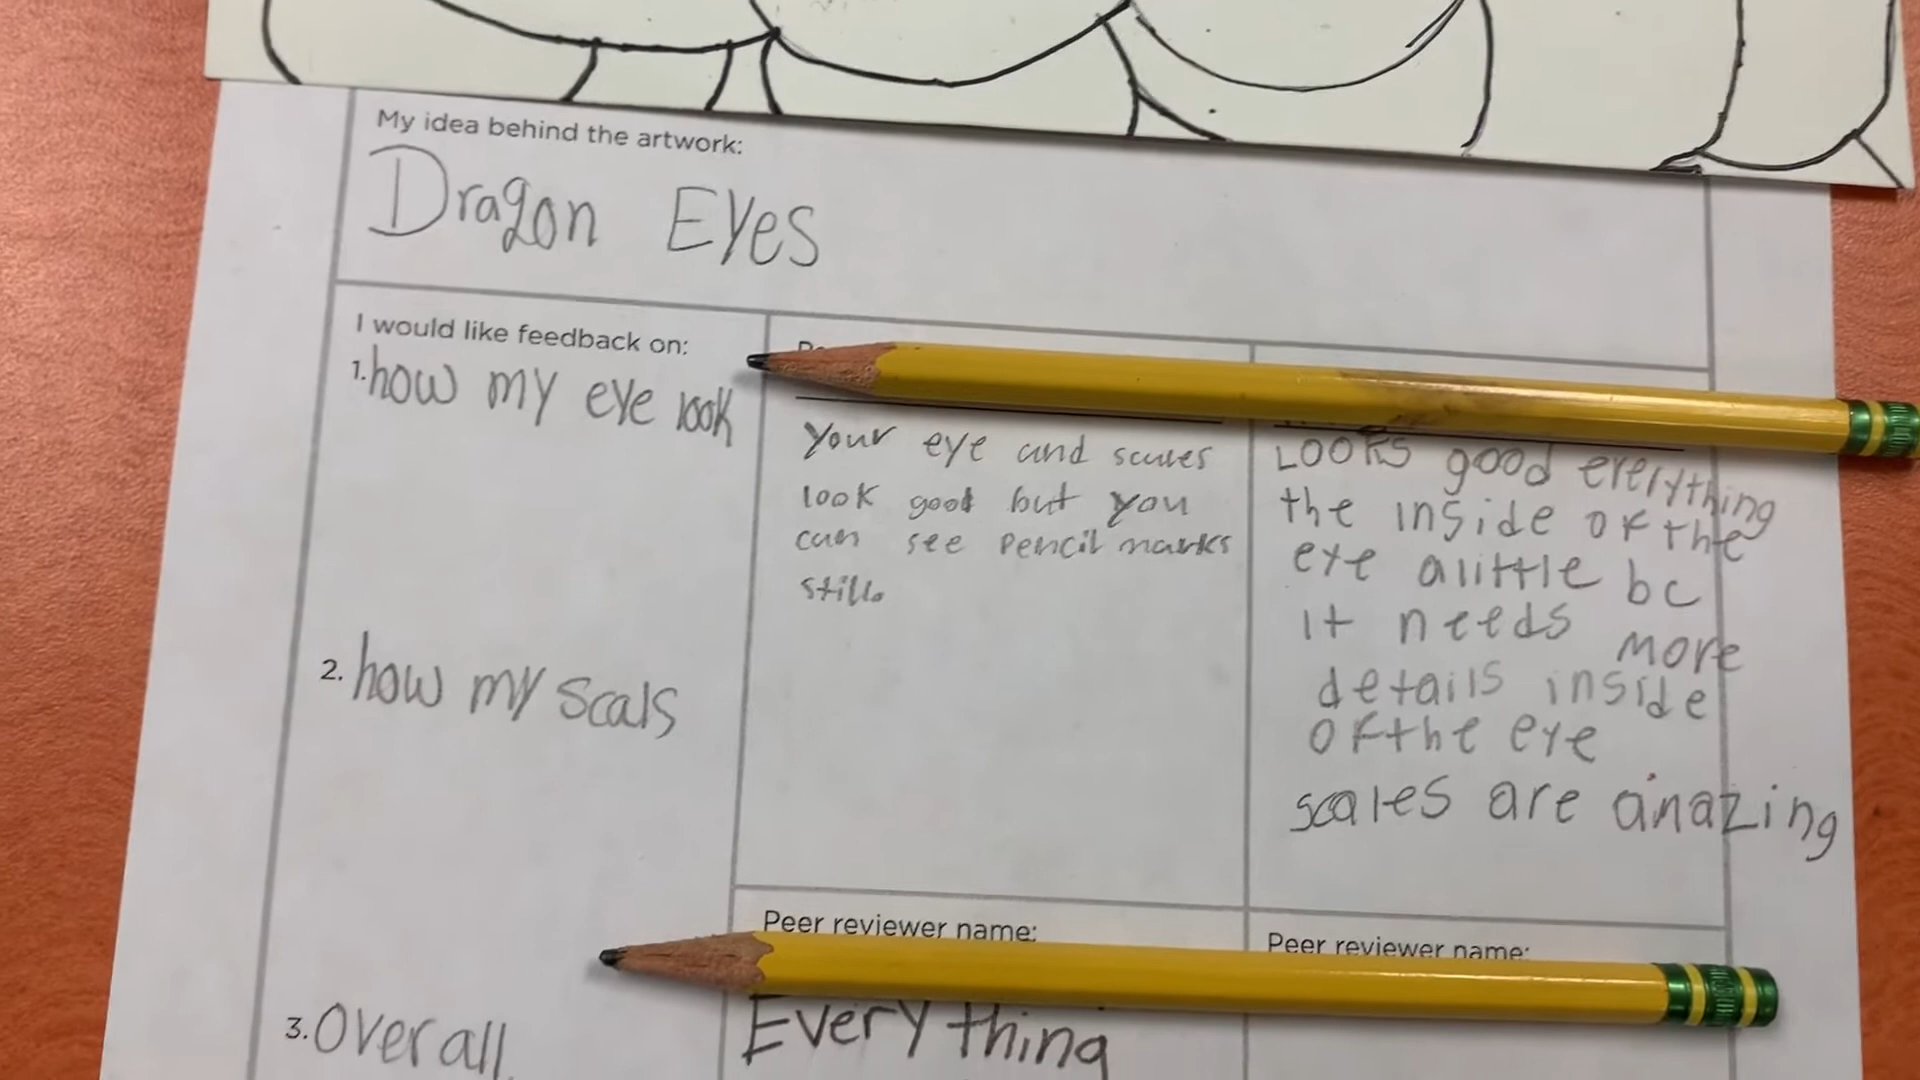 My idea behind the artwork:
Dragon Eyes
I would like feedback on:
1. how my eye look
2. how my scals
3. Overall
Your eye and scales
look good but you
can see pencil marks
still.
Looks good everything
the inside of the
eye alittle bc
it needs more
details inside
of the eye
scales are amazing
Peer reviewer name:
Everything
Peer reviewer name: